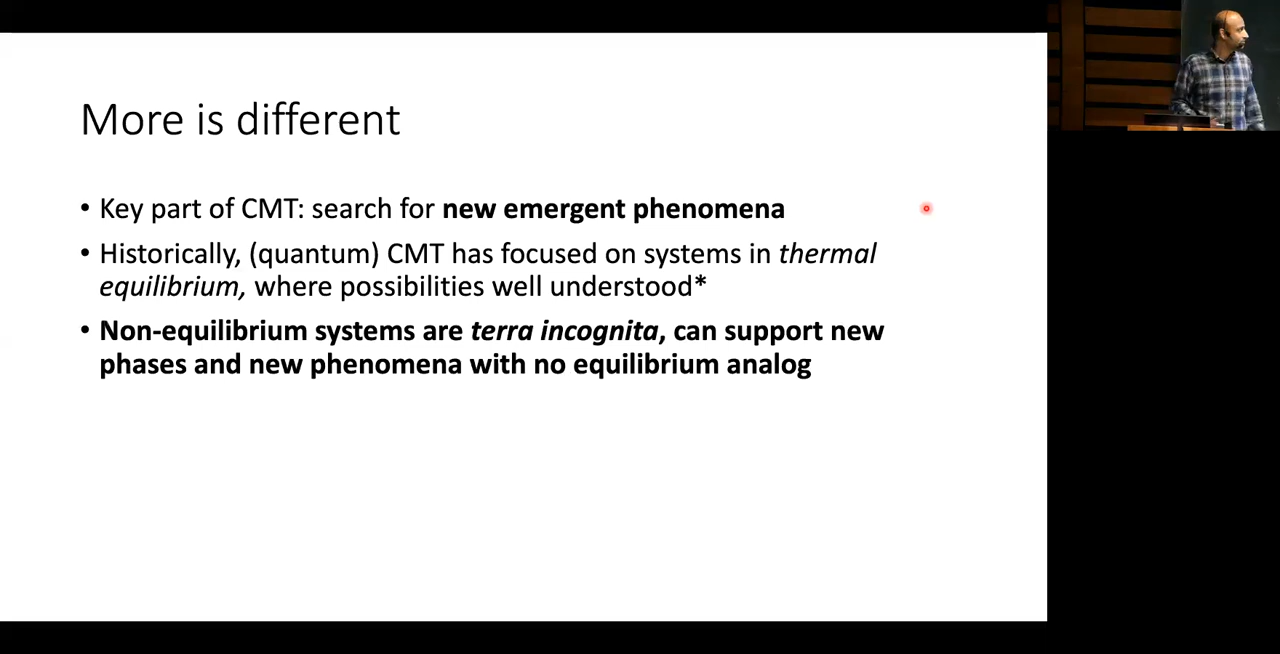 More is different
• Key part of CMT: search for new emergent phenomena
• Historically, (quantum) CMT has focused on systems in thermal
equilibrium, where possibilities well understood*
• Non-equilibrium systems are terra incognita, can support new
phases and new phenomena with no equilibrium analog